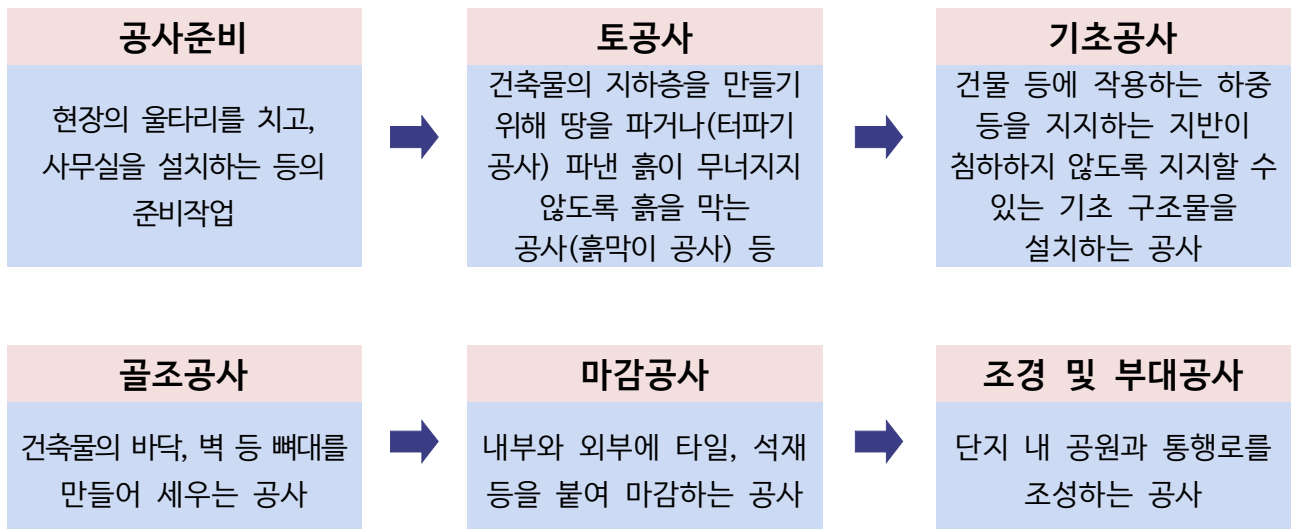 공사준비
현장의 울타리를 치고,
사무실을 설치하는 등의
준비작업
토공사
건축물의 지하층을 만들기
위해 땅을 파거나(터파기
공사) 파낸 흙이 무너지지
않도록 흙을 막는
공사(흙막이 공사) 등
기초공사
건물 등에 작용하는 하중
등을 지지하는 지반이
침하하지 않도록 지지할 수
있는 기초 구조물을
설치하는 공사
골조공사
건축물의 바닥, 벽 등 뼈대를
만들어 세우는 공사
마감공사
내부와 외부에 타일, 석재
등을 붙여 마감하는 공사
조경 및 부대공사
단지 내 공원과 통행로를
조성하는 공사